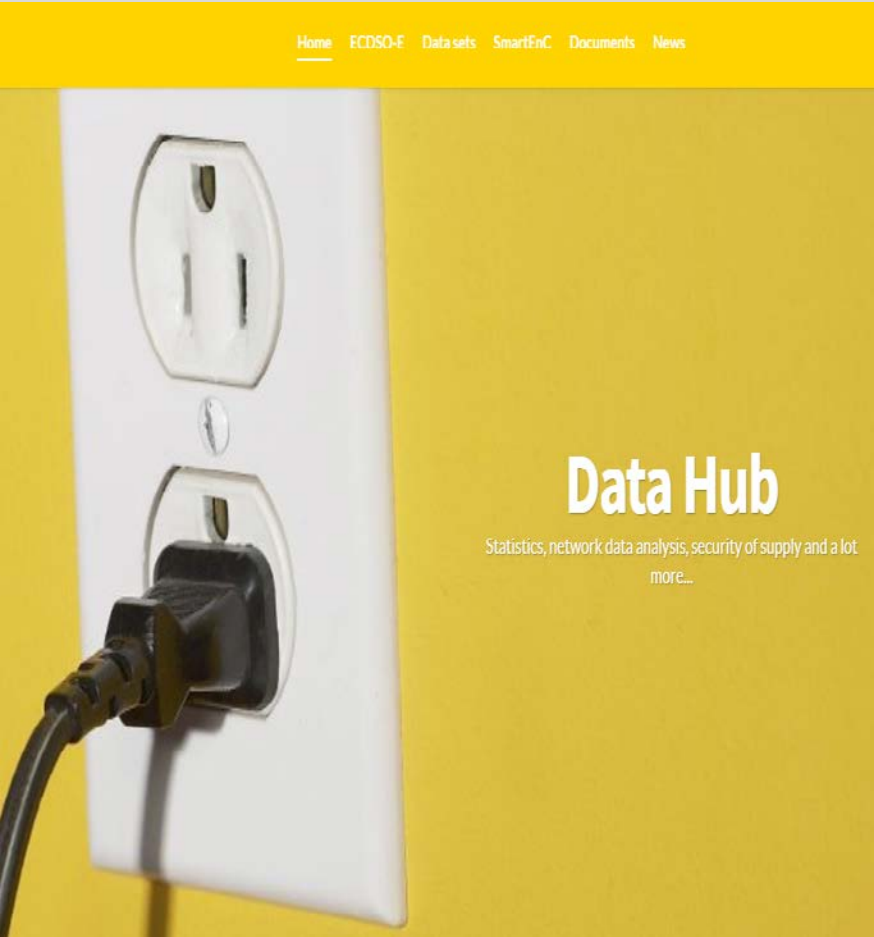 Home ECDSO-E Data sets SmartEnC Documents News
Data Hub
Statistics, network data analysis, security of supply and a lot
more...